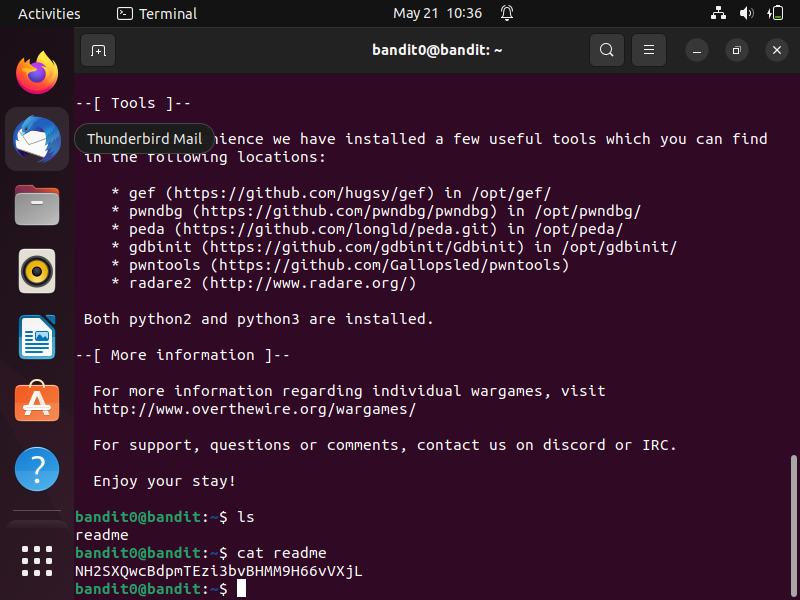 Activities
Terminal
May 21 10:36
bandit0@bandit: ~
--[ Tools ]--
Thunderbird Mail
nience we have installed a few useful tools which you can find
in the following locations:
* gef (https://github.com/hugsy/gef) in /opt/gef/
* pwndbg (https://github.com/pwndbg/pwndbg) in /opt/pwndbg/
* peda (https://github.com/longld/peda.git) in /opt/peda/
* gdbinit (https://github.com/gdbinit/Gdbinit) in /opt/gdbinit/
* pwntools (https://github.com/Gallopsled/pwntools)
* radare2 (http://www.radare.org/)
Both python2 and python3 are installed.
--[ More information ]--
For more information regarding individual wargames, visit
http://www.overthewire.org/wargames/
For support, questions or comments, contact us on discord or IRC.
Enjoy your stay!
bandit0@bandit:~$ ls
readme
bandit0@bandit:~$ cat readme
NH2SXQwcBdpmTEzi3bvBHMM9H66vVXjL
bandit0@bandit:~$